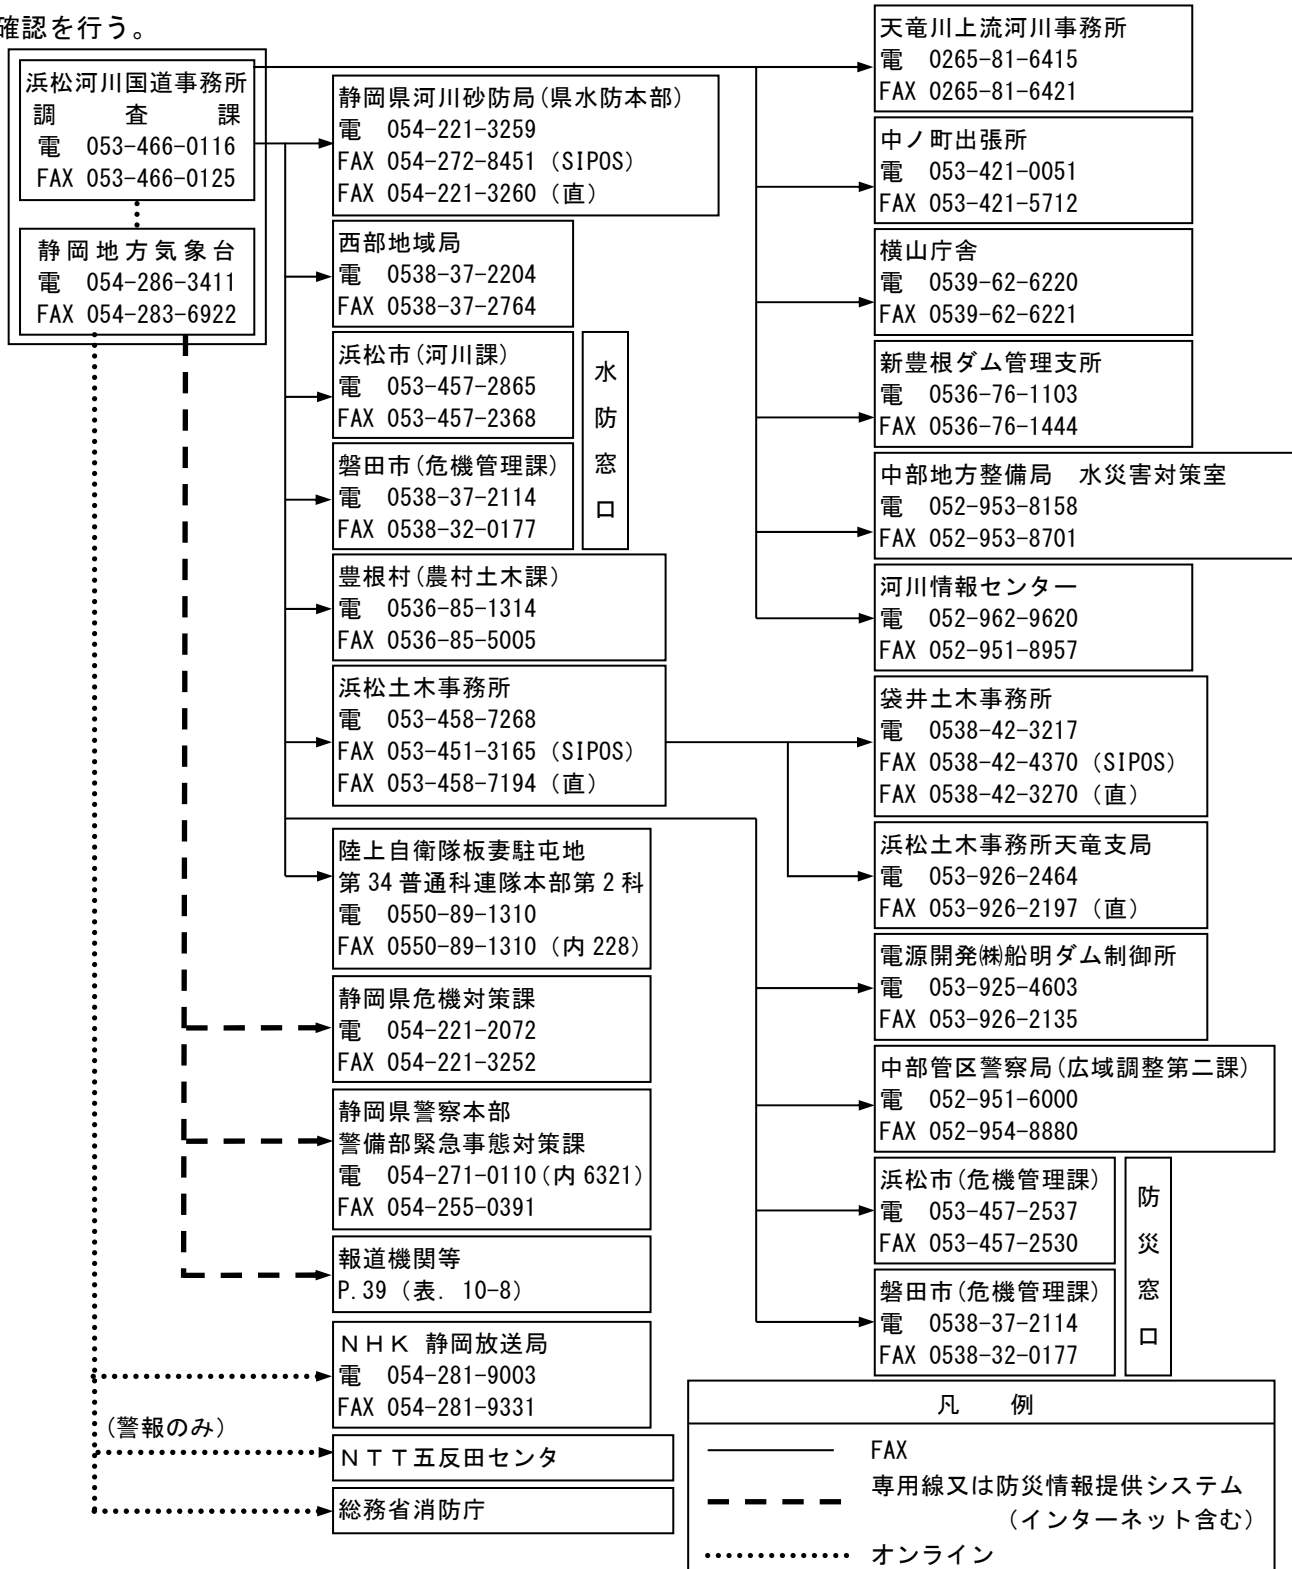 確認を行う。
浜松河川国道事務所
調　査　課
電　053-466-0116
FAX 053-466-0125
静岡地方気象台
電　054-286-3411
FAX 054-283-6922
静岡県河川砂防局(県水防本部)
電　054-221-3259
FAX 054-272-8451 (SIPOS)
FAX 054-221-3260 (直)
西部地域局
電　0538-37-2204
FAX 0538-37-2764
浜松市(河川課)
電　053-457-2865
FAX 053-457-2368
磐田市(危機管理課)
電　0538-37-2114
FAX 0538-32-0177
水防窓口
豊根村(農村土木課)
電　0536-85-1314
FAX 0536-85-5005
浜松土木事務所
電　053-458-7268
FAX 053-451-3165 (SIPOS)
FAX 053-458-7194 (直)
陸上自衛隊板妻駐屯地
第34普通科連隊本部第2科
電　0550-89-1310
FAX 0550-89-1310 (内228)
静岡県危機対策課
電　054-221-2072
FAX 054-221-3252
静岡県警察本部
警備部緊急事態対策課
電　054-271-0110(内6321)
FAX 054-255-0391
報道機関等
P.39 (表. 10-8)
ＮＨＫ 静岡放送局
電　054-281-9003
FAX 054-281-9331
(警報のみ)
ＮＴＴ五反田センタ
総務省消防庁
天竜川上流河川事務所
電　0265-81-6415
FAX 0265-81-6421
中ノ町出張所
電　053-421-0051
FAX 053-421-5712
横山庁舎
電　0539-62-6220
FAX 0539-62-6221
新豊根ダム管理支所
電　0536-76-1103
FAX 0536-76-1444
中部地方整備局　水災害対策室
電　052-953-8158
FAX 052-953-8701
河川情報センター
電　052-962-9620
FAX 052-951-8957
袋井土木事務所
電　0538-42-3217
FAX 0538-42-4370 (SIPOS)
FAX 0538-42-3270 (直)
浜松土木事務所天竜支局
電　053-926-2464
FAX 053-926-2197 (直)
電源開発㈱船明ダム制御所
電　053-925-4603
FAX 053-926-2135
中部管区警察局(広域調整第二課)
電　052-951-6000
FAX 052-954-8880
浜松市(危機管理課)
電　053-457-2537
FAX 053-457-2530
磐田市(危機管理課)
電　0538-37-2114
FAX 0538-32-0177
防災窓口
凡　例
FAX
専用線又は防災情報提供システム
(インターネット含む)
オンライン